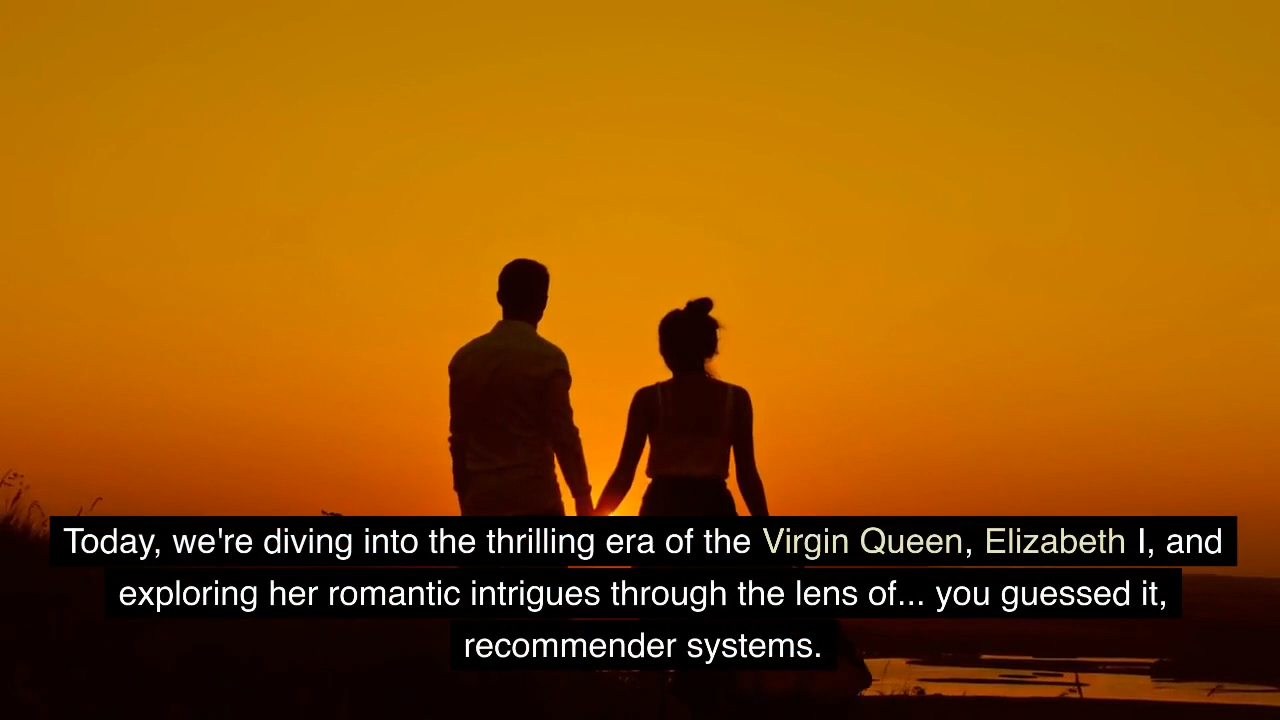 Today, we're diving into the thrilling era of the Virgin Queen, Elizabeth I, and
exploring her romantic intrigues through the lens of... you guessed it,
recommender systems.